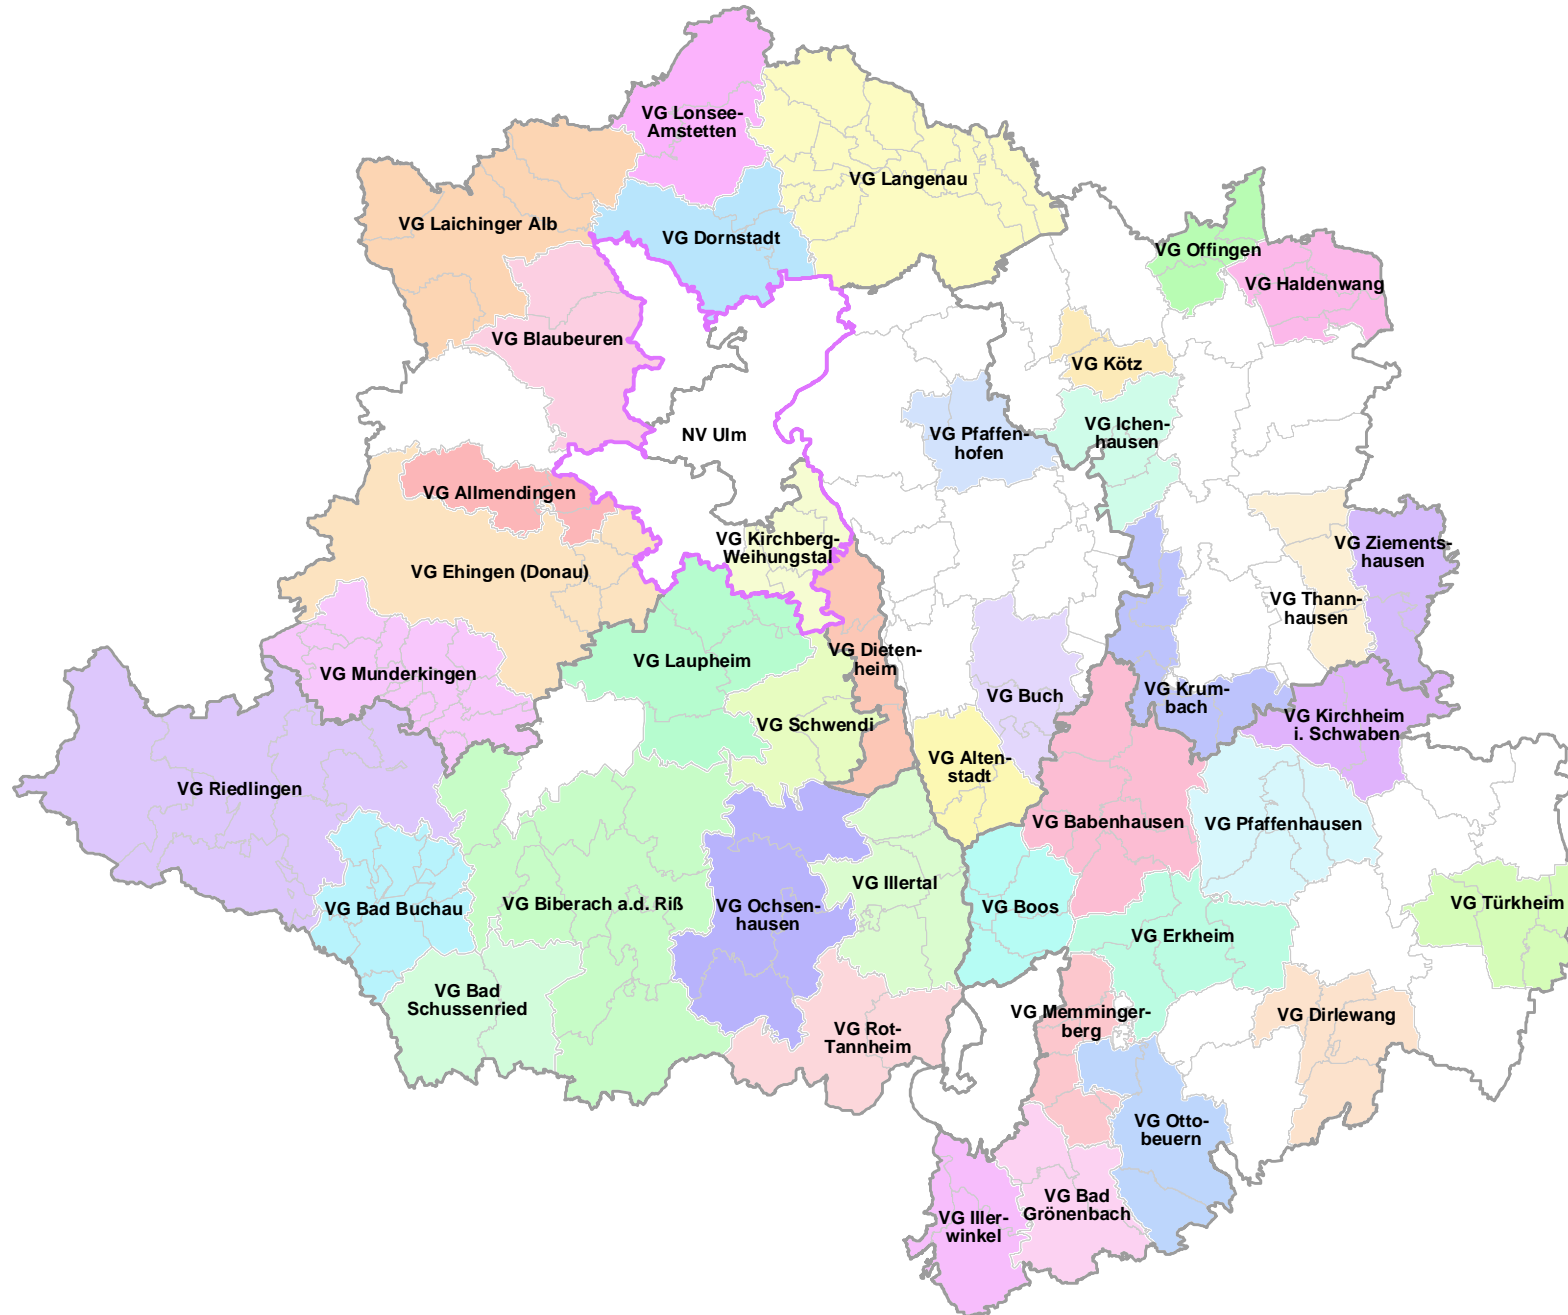 VG Lonsee-
Amstetten
VG Langenau
VG Laichinger Alb
VG Dornstadt
VG Offingen
VG Haldenwang
VG Blaubeuren
VG Kötz
NV Ulm
VG Pfaffen-
hofen
VG Ichen-
hausen
VG Allmendingen
VG Kirchberg-
Weihungstal
VG Ziemets-
hausen
VG Ehingen (Donau)
VG Thann-
hausen
VG Laupheim
VG Dieten-
heim
VG Munderkingen
VG Buch
VG Krum-
bach
VG Kirchheim
i. Schwaben
VG Schwendi
VG Alten-
stadt
VG Riedlingen
VG Babenhausen
VG Pfaffenhausen
VG Illertal
VG Bad Buchau
VG Biberach a.d. Riß
VG Ochsen-
hausen
VG Boos
VG Türkheim
VG Erkheim
VG Bad
Schussenried
VG Rot-
Tannheim
VG Memminger-
berg
VG Dirlewang
VG Otto-
beuern
VG Bad
Grönenbach
VG Iller-
winkel